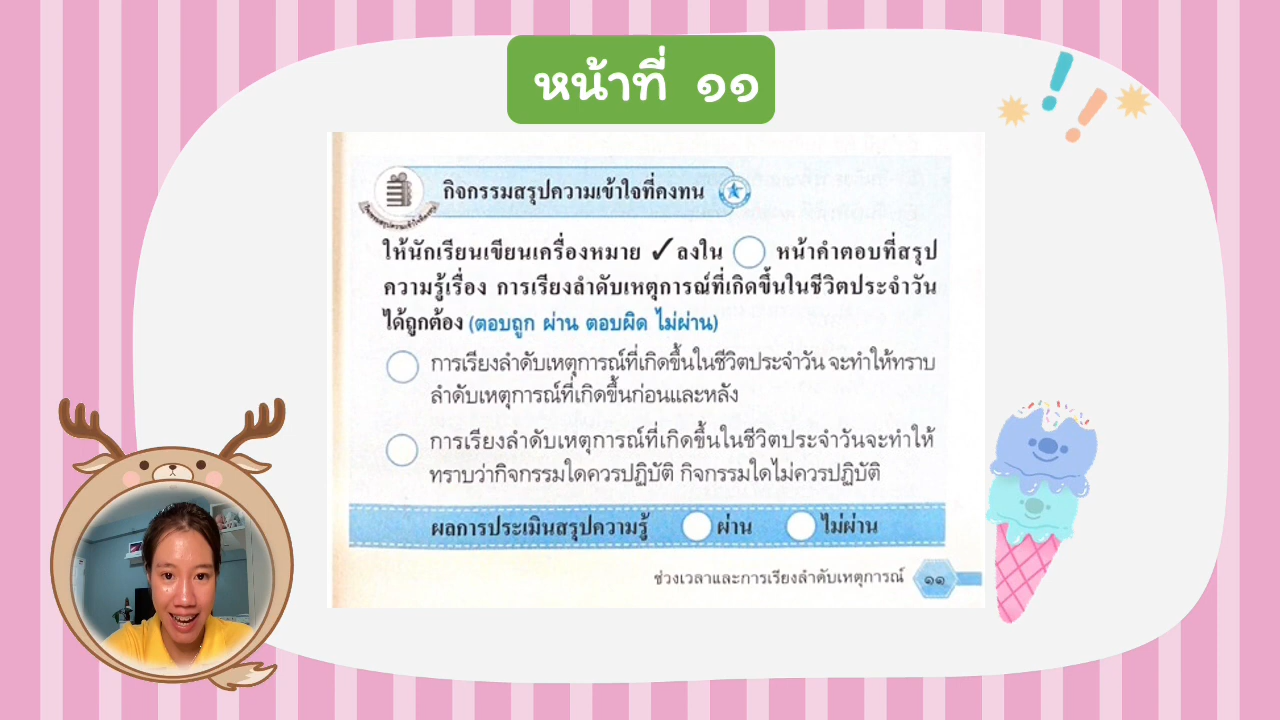 หน้าที่ ๑๑
กิจกรรมสรุปความเข้าใจที่คงทน
ให้นักเรียนเขียนเครื่องหมาย ✓ ลงใน ◯ หน้าคำตอบที่สรุป
ความรู้เรื่อง การเรียงลำดับเหตุการณ์ที่เกิดขึ้นในชีวิตประจำวัน
ได้ถูกต้อง (ตอบถูก ผ่าน ตอบผิด ไม่ผ่าน)
การเรียงลำดับเหตุการณ์ที่เกิดขึ้นในชีวิตประจำวัน จะทำให้ทราบ
ลำดับเหตุการณ์ที่เกิดขึ้นก่อนและหลัง
การเรียงลำดับเหตุการณ์ที่เกิดขึ้นในชีวิตประจำวันจะทำให้
ทราบว่ากิจกรรมใดควรปฏิบัติ กิจกรรมใดไม่ควรปฏิบัติ
ผลการประเมินสรุปความรู้ ผ่าน ไม่ผ่าน
ช่วงเวลาและการเรียงลำดับเหตุการณ์ ๑๑